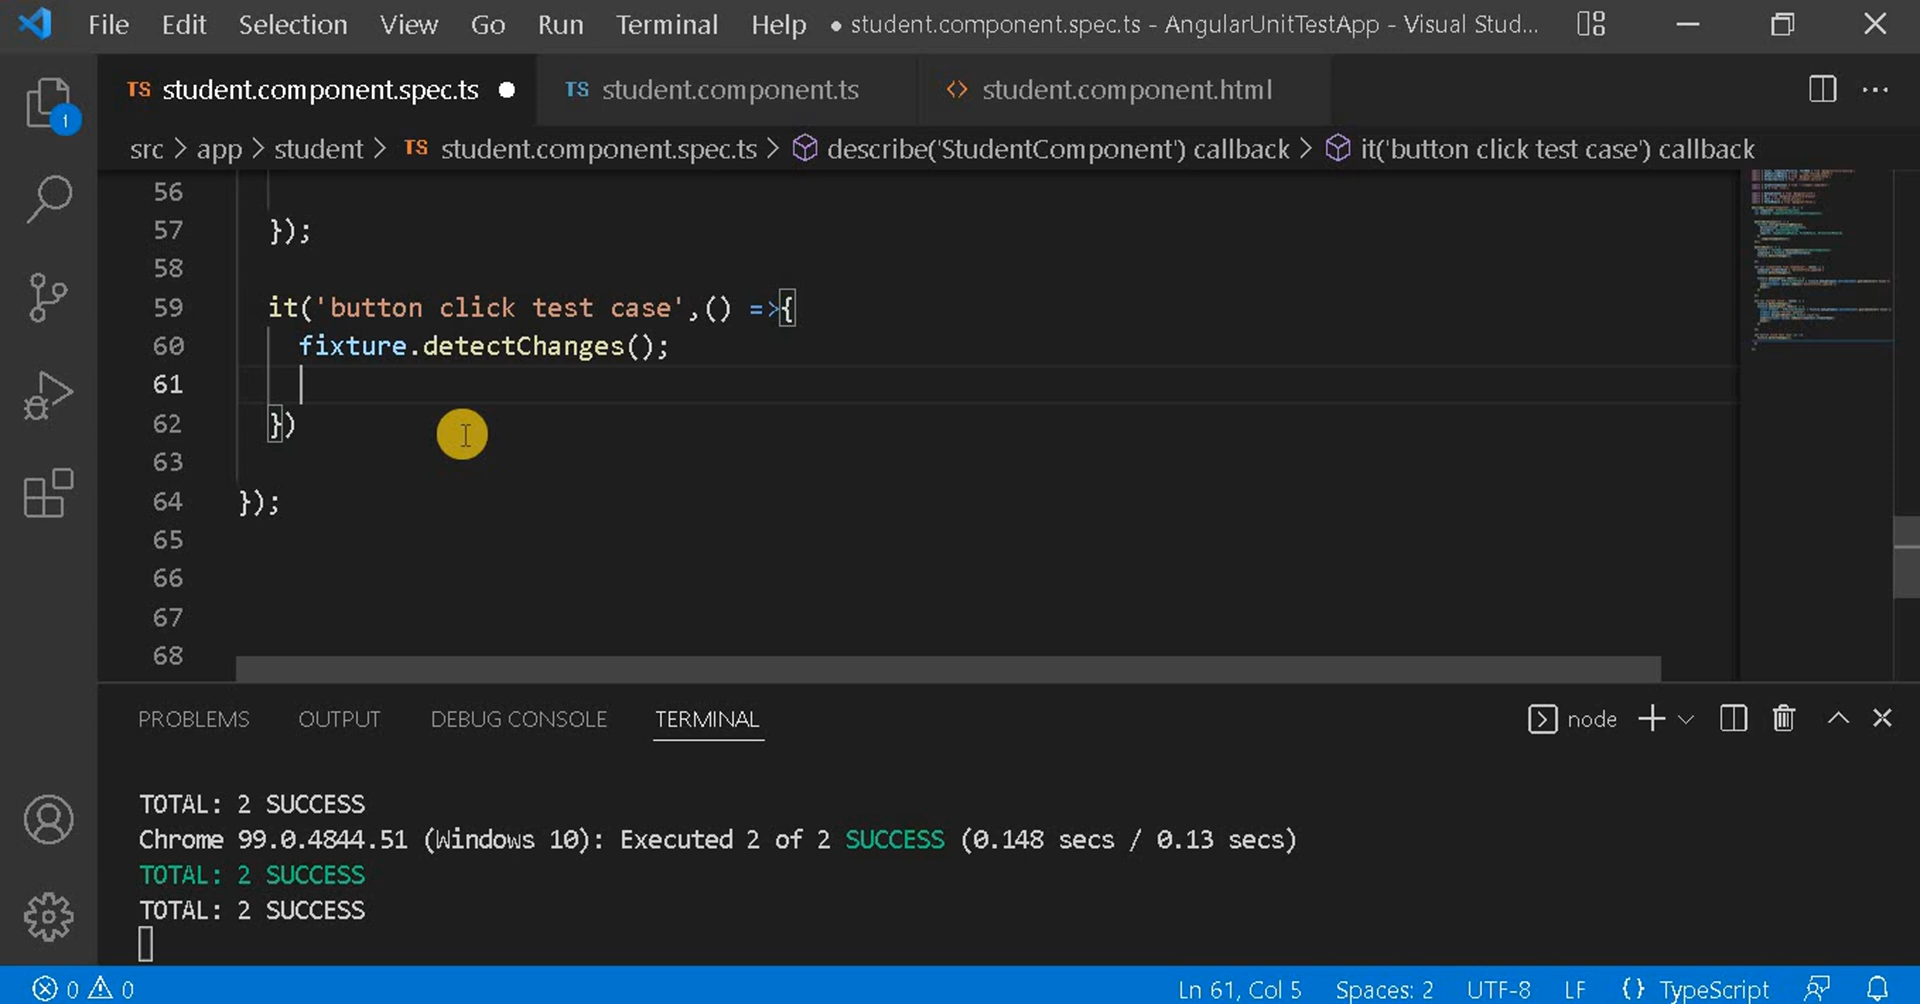 File Edit Selection View Go Run Terminal Help ● student.component.spec.ts - AngularUnitTestApp - Visual Stud...
TS student.component.spec.ts ● TS student.component.ts <> student.component.html ...
1
src > app > student > TS student.component.spec.ts > describe('StudentComponent') callback > it('button click test case') callback
56
57 });
58
59 it('button click test case',() =>{
60 fixture.detectChanges();
61
62 })
63
64 });
65
66
67
68
PROBLEMS OUTPUT DEBUG CONSOLE TERMINAL node
TOTAL: 2 SUCCESS
Chrome 99.0.4844.51 (Windows 10): Executed 2 of 2 SUCCESS (0.148 secs / 0.13 secs)
TOTAL: 2 SUCCESS
TOTAL: 2 SUCCESS
0 0 Ln 61, Col 5 Spaces: 2 UTF-8 LF {} TypeScript